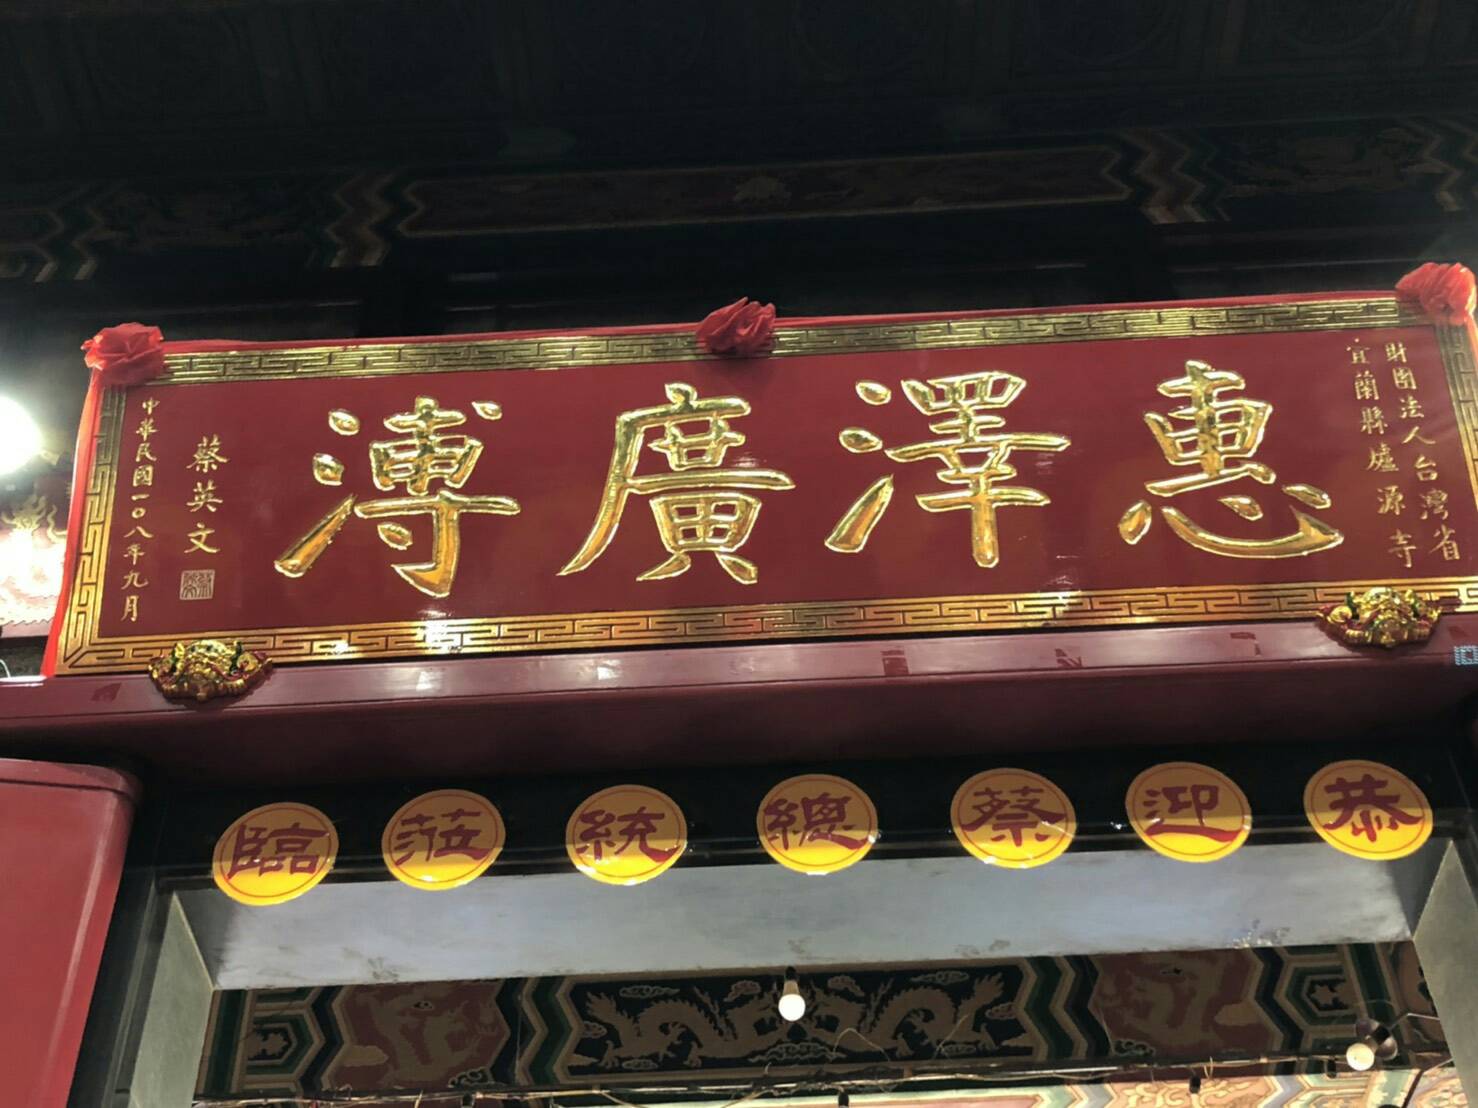 財團法人台灣省
宜蘭縣爐源寺
惠澤廣溥
蔡英文
中華民國一〇八年九月
恭迎蔡總統蒞臨